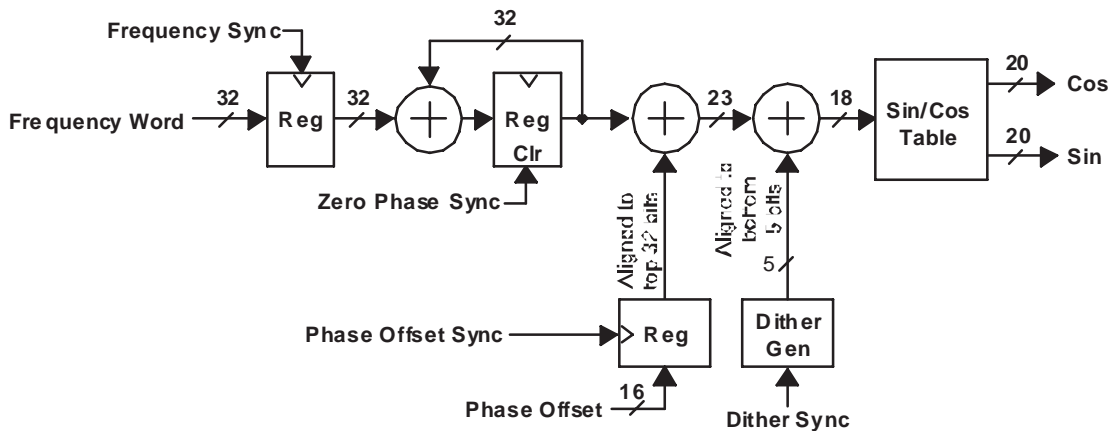 32
Frequency Sync
20
32
32
23
18
Cos
Frequency Word
Reg
Reg
Sin/Cos
Table
20
Clr
Sin
Zero Phase Sync
Aligned to
top 32 bits
Aligned to
5 bits
5
Phase Offset Sync
Reg
Dither
Gen
16
Phase Offset
Dither Sync